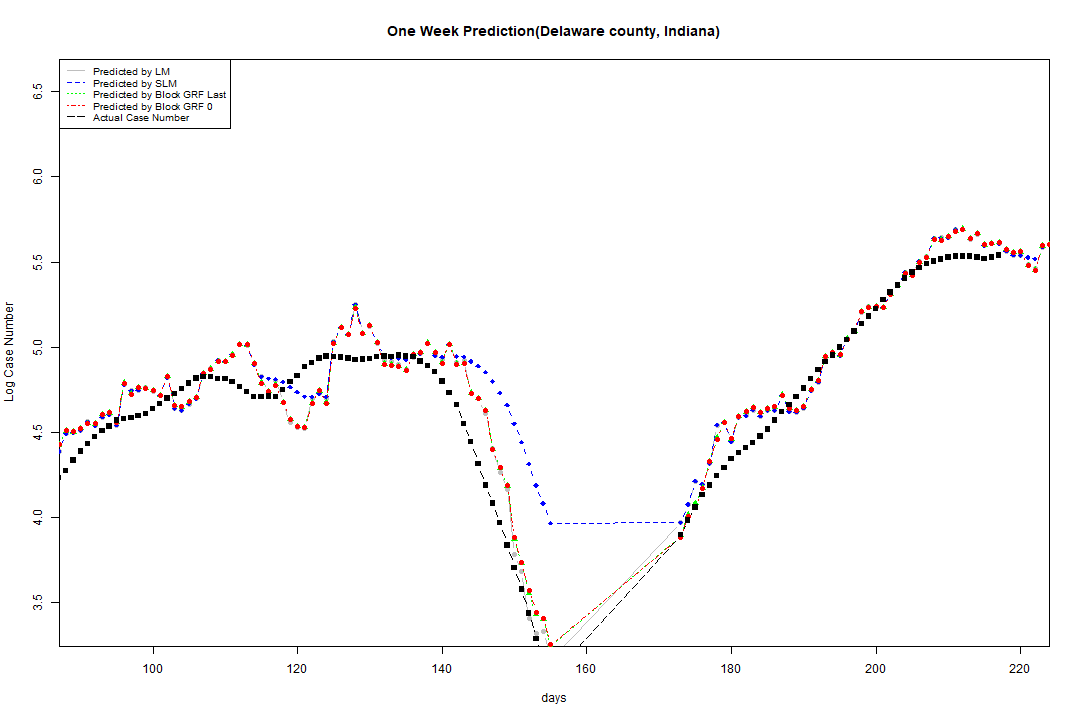 One Week Prediction(Delaware county, Indiana)
Predicted by LM
Predicted by SLM
Predicted by Block GRF Last
Predicted by Block GRF 0
Actual Case Number
6.5
6.0
5.5
5.0
4.5
4.0
3.5
Log Case Number
100 120 140 160 180 200 220
days